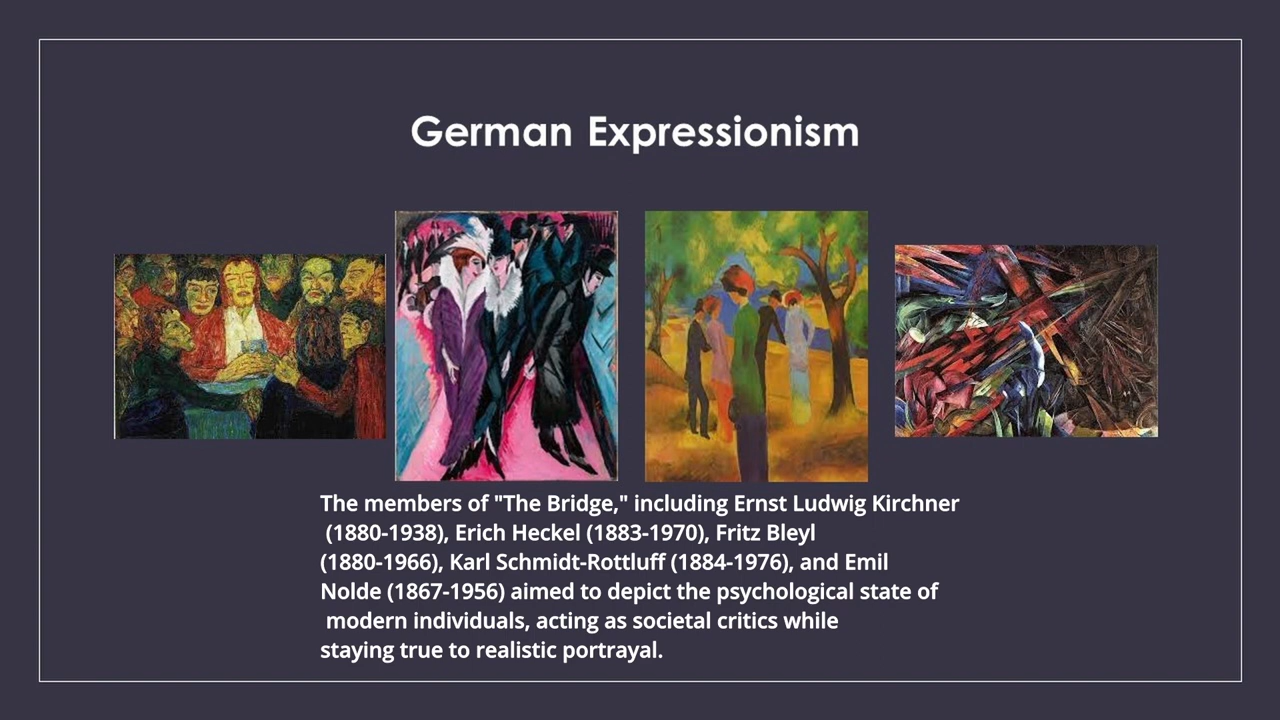 German Expressionism
The members of "The Bridge," including Ernst Ludwig Kirchner
(1880-1938), Erich Heckel (1883-1970), Fritz Bleyl
(1880-1966), Karl Schmidt-Rottluff (1884-1976), and Emil
Nolde (1867-1956) aimed to depict the psychological state of
modern individuals, acting as societal critics while
staying true to realistic portrayal.